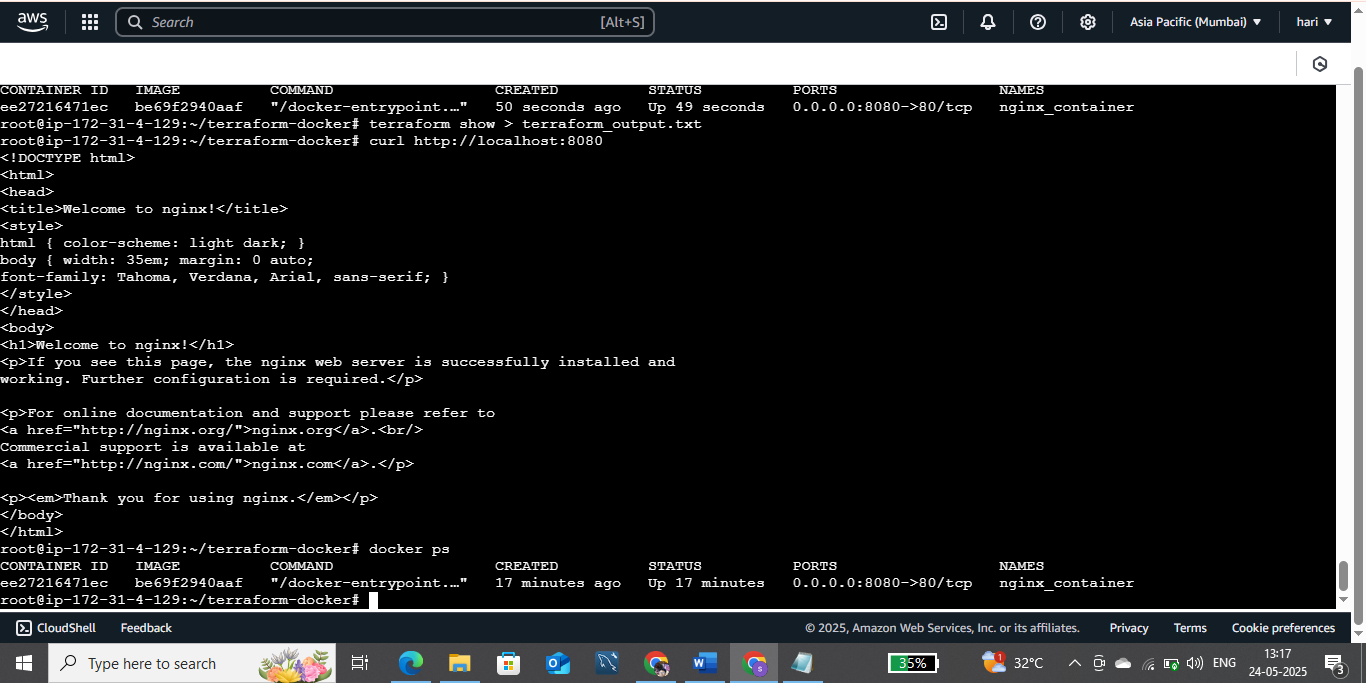 aws
Search [Alt+S]
Asia Pacific (Mumbai) ▼
hari ▼
CONTAINER ID   IMAGE          COMMAND                  CREATED          STATUS          PORTS                  NAMES
ee27216471ec   be69f2940aaf   "/docker-entrypoint.…"   50 seconds ago   Up 49 seconds   0.0.0.0:8080->80/tcp   nginx_container
root@ip-172-31-4-129:~/terraform-docker# terraform show > terraform_output.txt
root@ip-172-31-4-129:~/terraform-docker# curl http://localhost:8080
<!DOCTYPE html>
<html>
<head>
<title>Welcome to nginx!</title>
<style>
html { color-scheme: light dark; }
body { width: 35em; margin: 0 auto;
font-family: Tahoma, Verdana, Arial, sans-serif; }
</style>
</head>
<body>
<h1>Welcome to nginx!</h1>
<p>If you see this page, the nginx web server is successfully installed and
working. Further configuration is required.</p>
<p>For online documentation and support please refer to
<a href="http://nginx.org/">nginx.org</a>.<br/>
Commercial support is available at
<a href="http://nginx.com/">nginx.com</a>.</p>
<p><em>Thank you for using nginx.</em></p>
</body>
</html>
root@ip-172-31-4-129:~/terraform-docker# docker ps
CONTAINER ID   IMAGE          COMMAND                  CREATED          STATUS          PORTS                  NAMES
ee27216471ec   be69f2940aaf   "/docker-entrypoint.…"   17 minutes ago   Up 17 minutes   0.0.0.0:8080->80/tcp   nginx_container
root@ip-172-31-4-129:~/terraform-docker#
CloudShell Feedback © 2025, Amazon Web Services, Inc. or its affiliates. Privacy Terms Cookie preferences
Type here to search
35%
1
32°C
ENG
13:17
24-05-2025
3